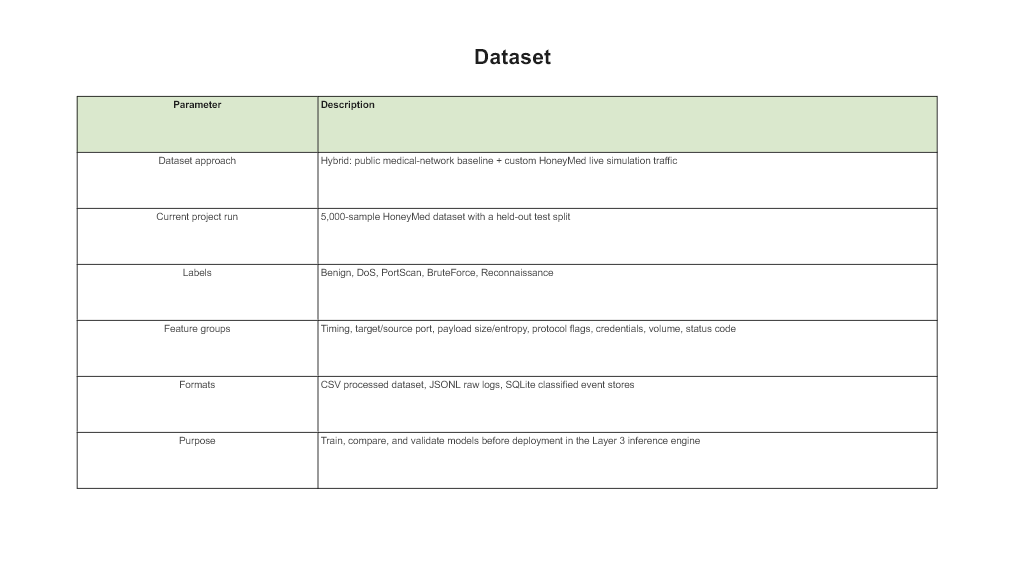 Dataset
Parameter
Description
Dataset approach
Hybrid: public medical-network baseline + custom HoneyMed live simulation traffic
Current project run
5,000-sample HoneyMed dataset with a held-out test split
Labels
Benign, DoS, PortScan, BruteForce, Reconnaissance
Feature groups
Timing, target/source port, payload size/entropy, protocol flags, credentials, volume, status code
Formats
CSV processed dataset, JSONL raw logs, SQLite classified event stores
Purpose
Train, compare, and validate models before deployment in the Layer 3 inference engine